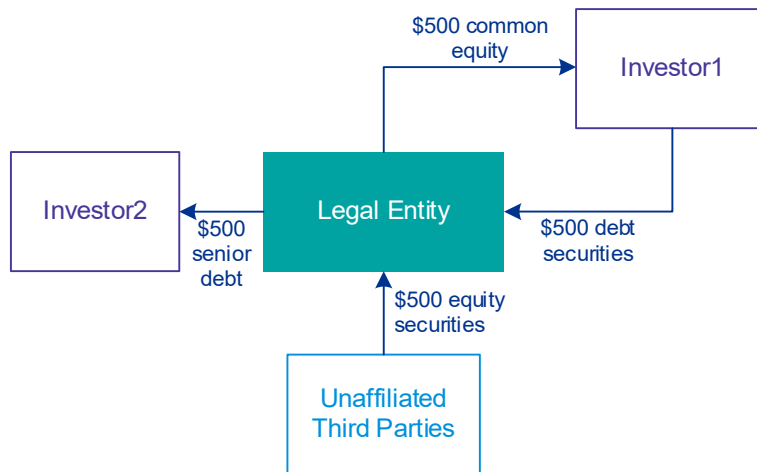 $500 common
equity
Investor1
Investor2
Legal Entity
$500
senior
debt
$500 debt
securities
$500 equity
securities
Unaffiliated
Third Parties